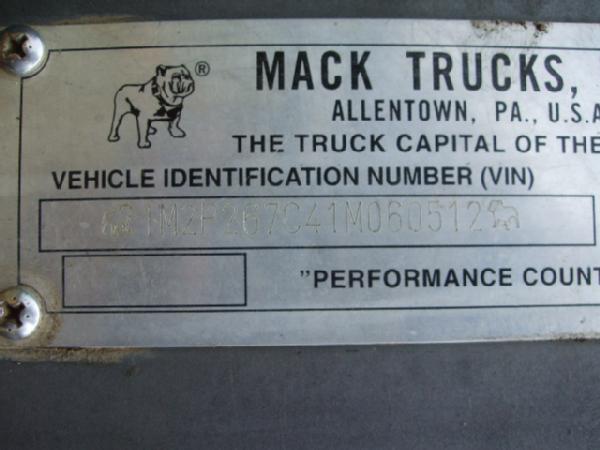 ®
MACK TRUCKS,
ALLENTOWN, PA., U.S.A
THE TRUCK CAPITAL OF THE
VEHICLE IDENTIFICATION NUMBER (VIN)
1M2P267C41M060512
"PERFORMANCE COUNT